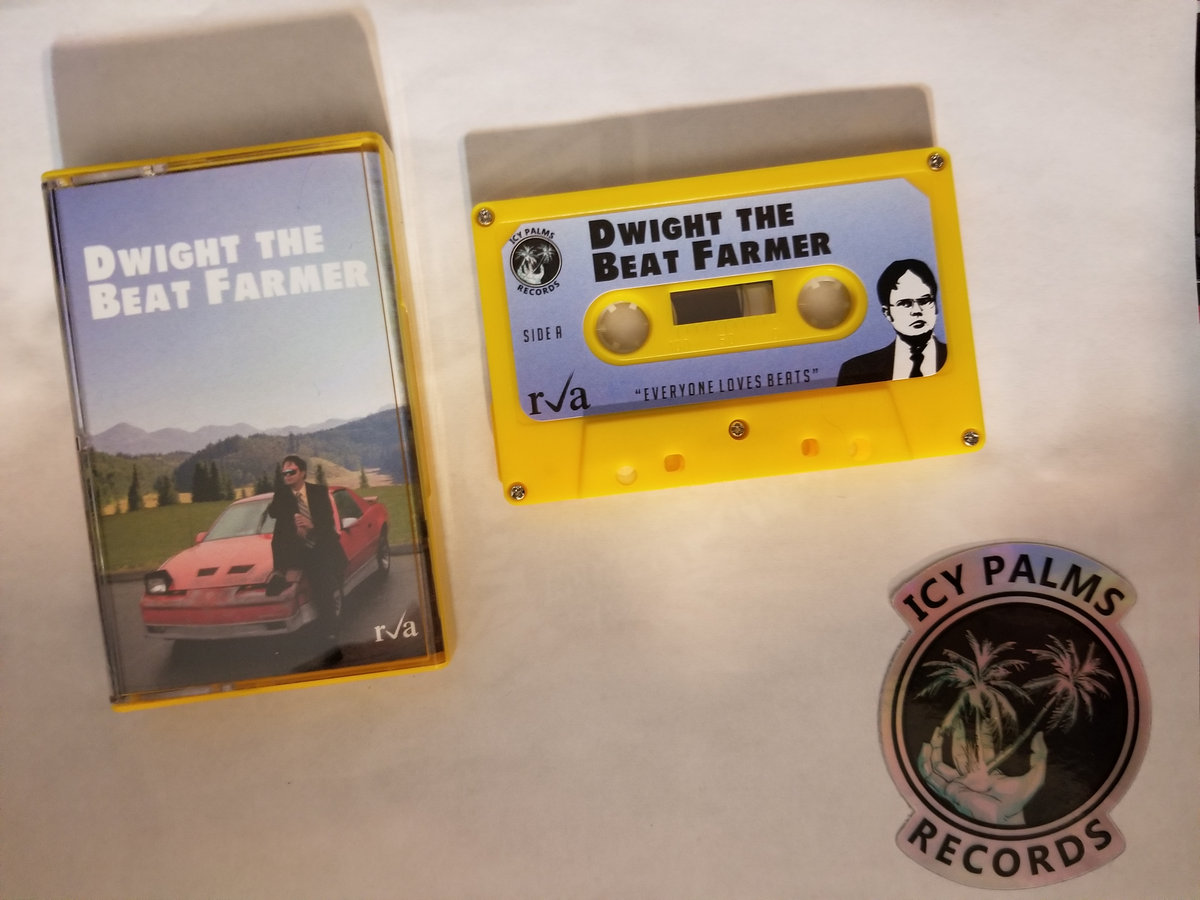 DWIGHT THE
BEAT FARMER
r✓a
ICY PALMS
RECORDS
DWIGHT THE
BEAT FARMER
SIDE A
r✓a
"EVERYONE LOVES BEATS"
ICY PALMS
RECORDS